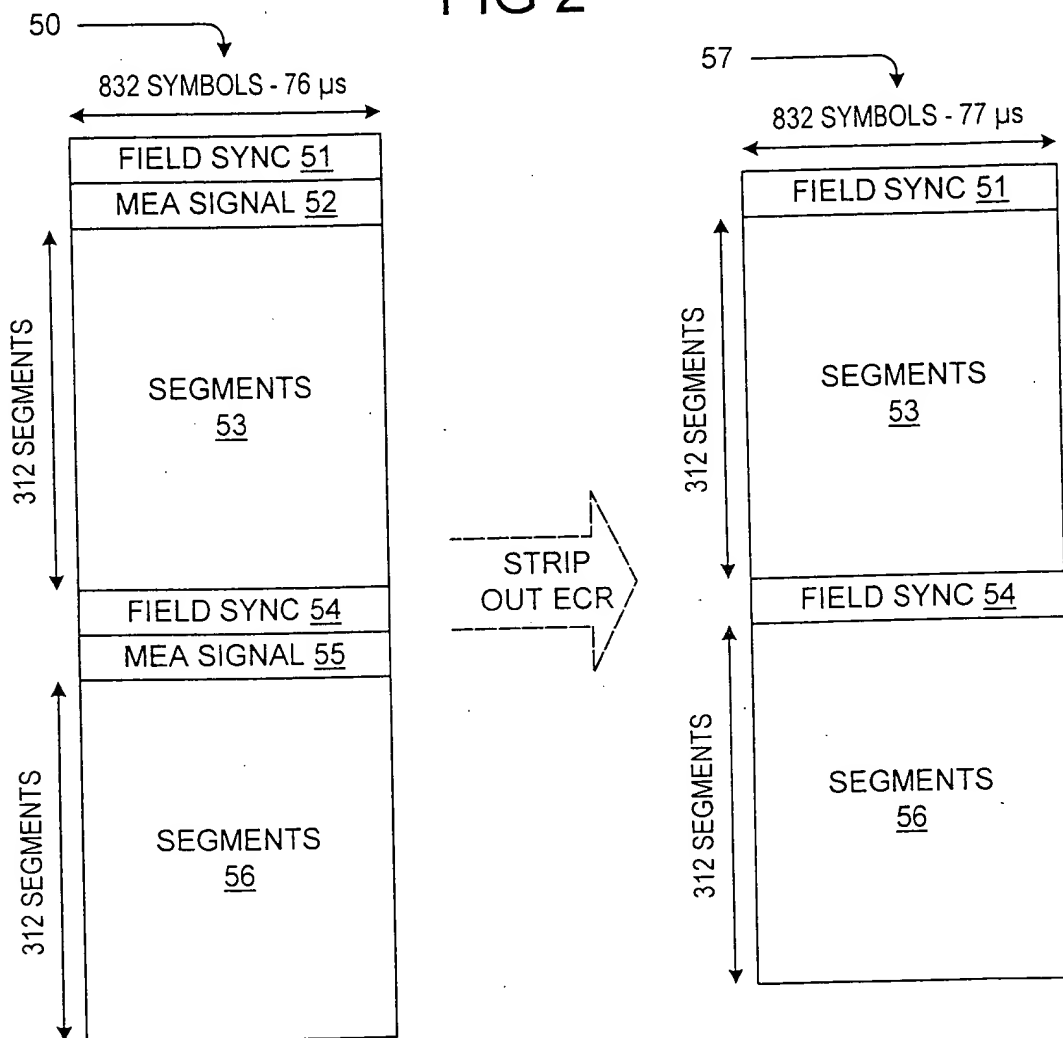 FIG 2
50
832 SYMBOLS - 76 µs
FIELD SYNC 51
MEA SIGNAL 52
312 SEGMENTS
SEGMENTS
53
FIELD SYNC 54
MEA SIGNAL 55
312 SEGMENTS
SEGMENTS
56
STRIP
OUT ECR
57
832 SYMBOLS - 77 µs
FIELD SYNC 51
312 SEGMENTS
SEGMENTS
53
FIELD SYNC 54
312 SEGMENTS
SEGMENTS
56